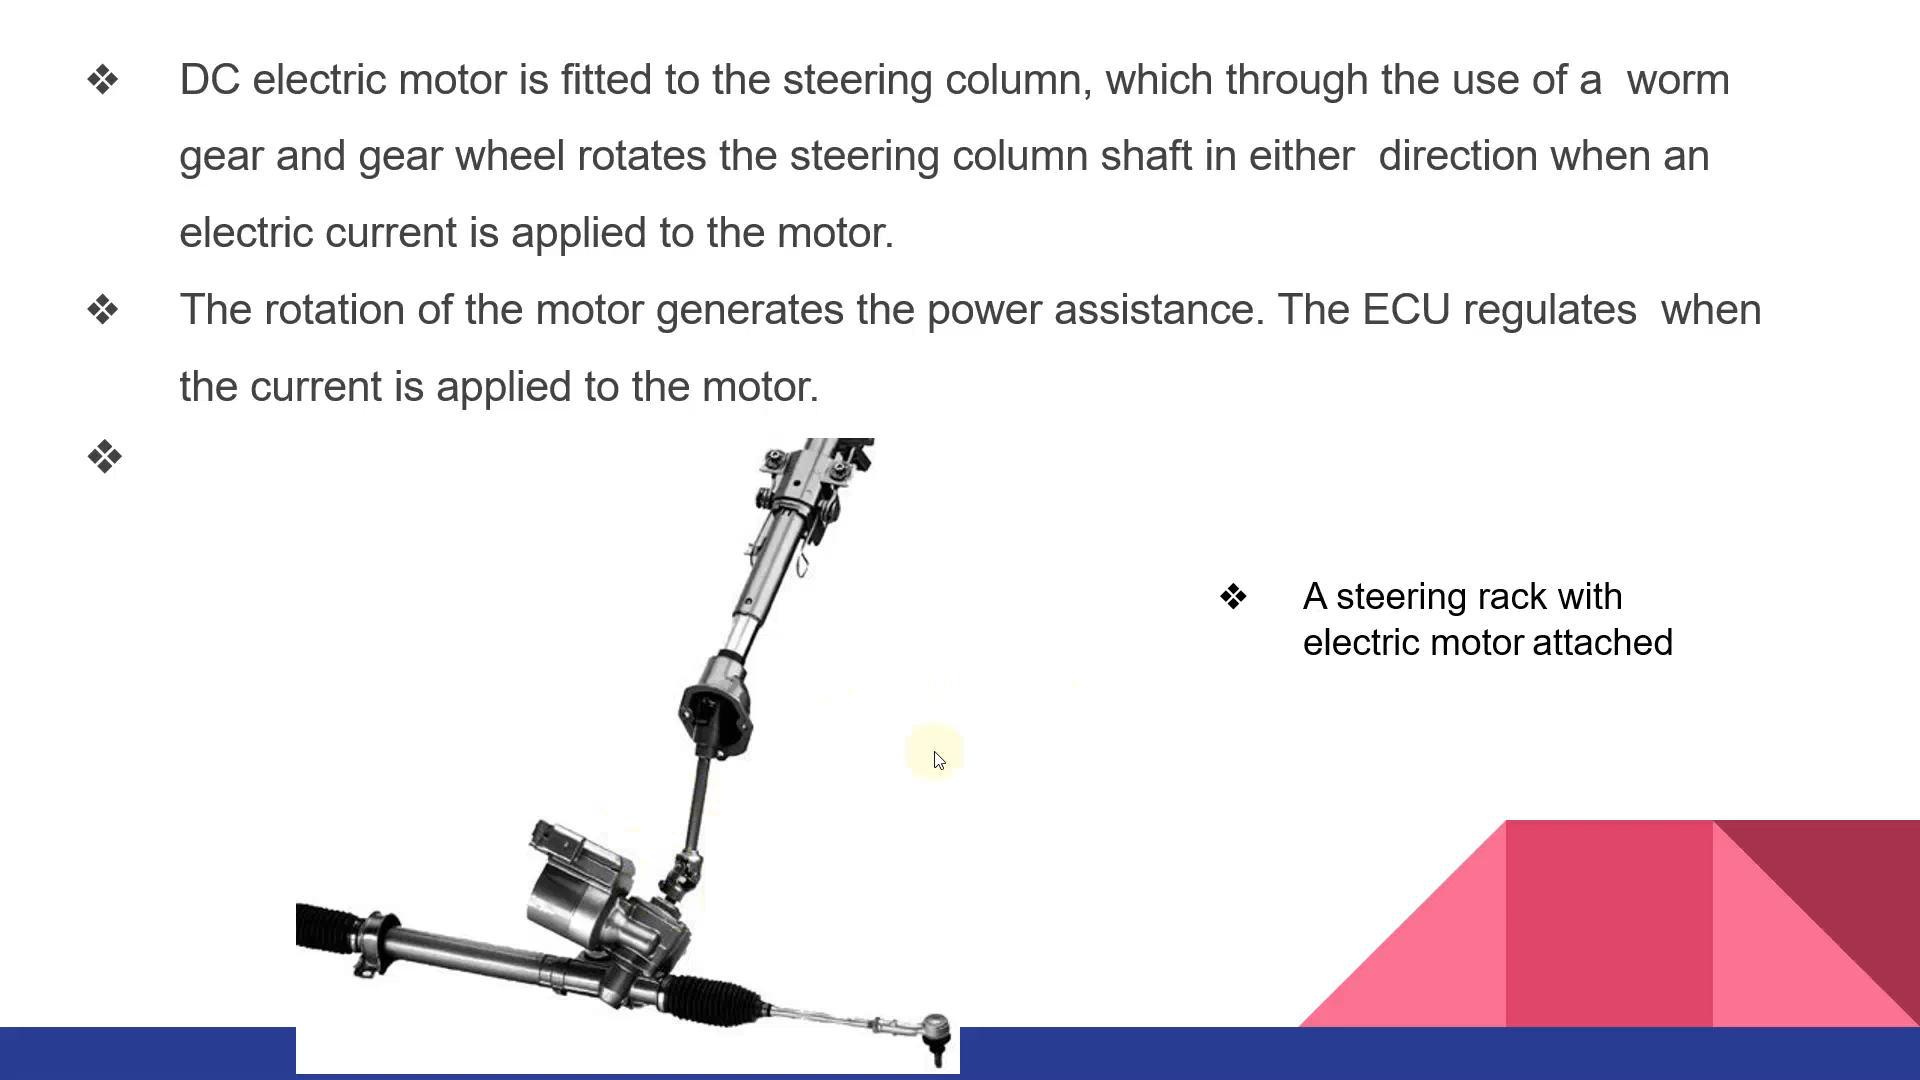 ❖ DC electric motor is fitted to the steering column, which through the use of a worm
gear and gear wheel rotates the steering column shaft in either direction when an
electric current is applied to the motor.
❖ The rotation of the motor generates the power assistance. The ECU regulates when
the current is applied to the motor.
❖
❖ A steering rack with
electric motor attached